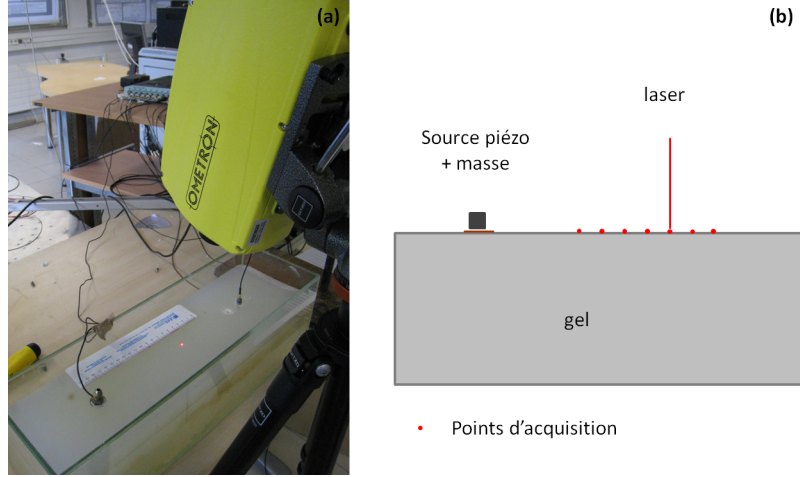 (a)
OMETRON
(b)
laser
Source piézo
+ masse
gel
Points d'acquisition